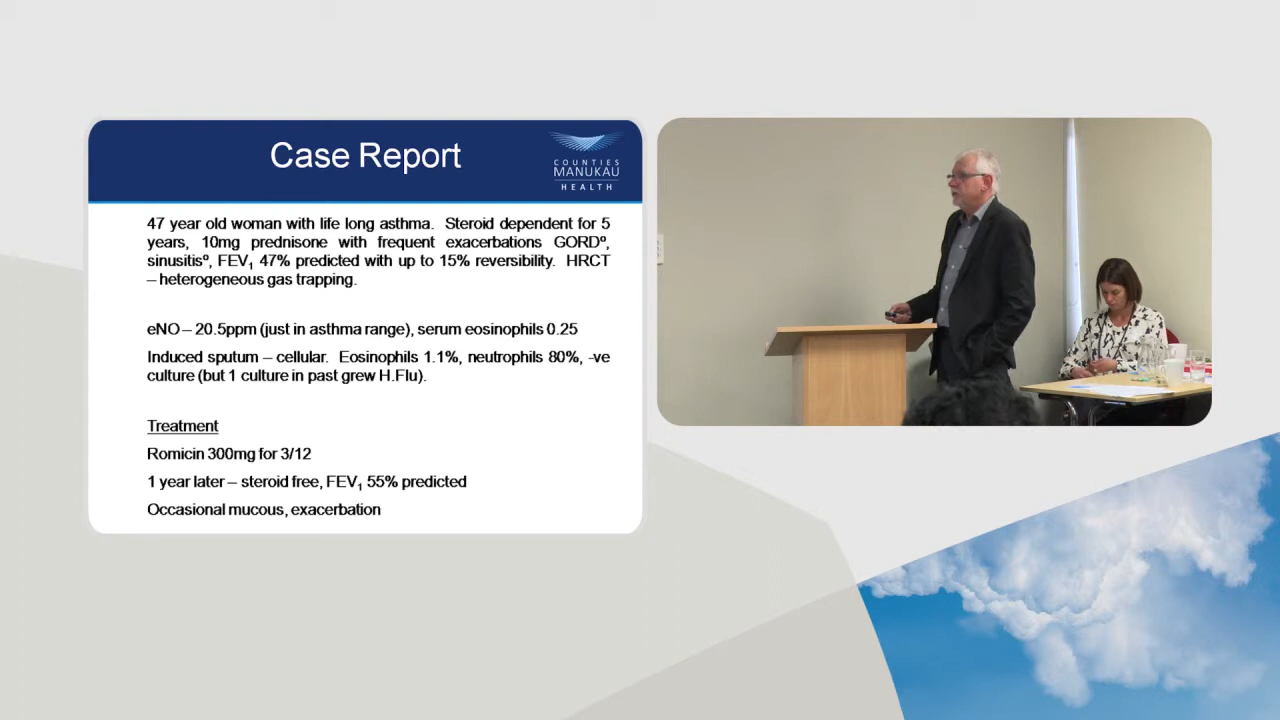 Case Report
COUNTIES
MANUKAU
HEALTH
47 year old woman with life long asthma. Steroid dependent for 5
years, 10mg prednisone with frequent exacerbations GORDº,
sinusitisº, FEV₁ 47% predicted with up to 15% reversibility. HRCT
– heterogeneous gas trapping.
eNO – 20.5ppm (just in asthma range), serum eosinophils 0.25
Induced sputum – cellular. Eosinophils 1.1%, neutrophils 80%, -ve
culture (but 1 culture in past grew H.Flu).
Treatment
Romicin 300mg for 3/12
1 year later – steroid free, FEV₁ 55% predicted
Occasional mucous, exacerbation